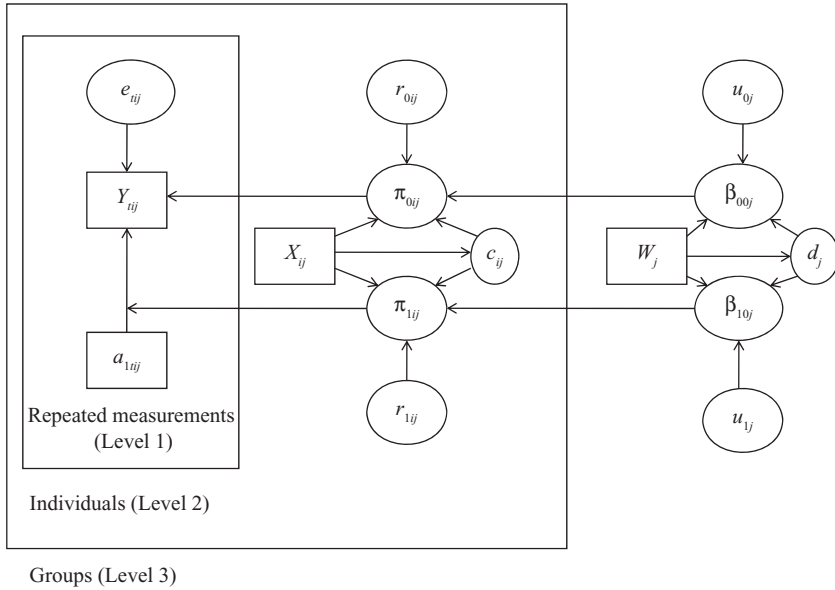 e_tij
r_0ij
u_0j
Y_tij
π_0ij
β_00j
X_ij
c_ij
W_j
d_j
π_1ij
β_10j
a_1tij
r_1ij
u_1j
Repeated measurements
(Level 1)
Individuals (Level 2)
Groups (Level 3)